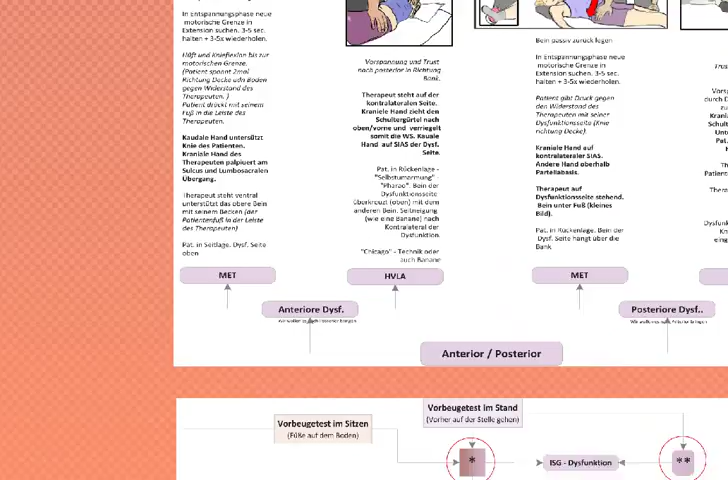 motorische Grenze in
Extension suchen. 3-5 sec.
halten + 3-5x wiederholen.
In Entspannungsphase neue
Hüft und Knieflexion bis zur
motorischen Grenze.
(Patient spannt 2mal
Richtung Decke adn Boden
gegen Widerstand des
Therapeuten. )
Patient drückt mit seinem
Fuß in die Leiste des
Therapeuten.
Kaudale Hand untersützt
Knie des Patienten.
Kraniale Hand des
Therapeuten palpiuert am
Sulcus und Lumbosacralen
Übergang.
Therapeut steht ventral
unterstützt das obere Bein
mit seinem Becken (der
Patientenfuß in der Leiste
des Therapeuten)
Pat. in Seitlage. Dysf. Seite
oben
MET
Vorspannung und Trust
nach posterior in Richtung
Bank.
Therapeut steht auf der
kontralateralen Seite.
Kraniele Hand zieht den
Schultergürtel nach
oben/vorne und verriegelt
somit die WS. Kauale
Hand auf SIAS der Dysf.
Seite.
Pat. in Rückenlage -
"Selbstumarmung" -
"Pharao". Bein der
Dysfunktionsseite
überkreuzt (oben) mit dem
anderen Bein. Seitneigung
(wie eine Banane) nach
Kontralateral der
Dysfunktion.
"Chicago" - Technik oder
auch Banane
HVLA
Bein passiv zurück legen
In Entspannungsphase neue
motorische Grenze in
Extension suchen. 3-5 sec.
halten + 3-5x wiederholen.
Patient gibt Druck gegen
den Widerstand des
Therapeuten mit seiner
Dysfunktionsseite (Knie
richtung Decke).
Kraniale Hand auf
kontralateraler SIAS.
Andere Hand oberhalb
Partellabasis.
Therapeut auf
Dysfunktionsseite stehend.
Bein unter Fuß (kleines
Bild).
Pat. in Rückenlage. Bein der
Dysf. Seite hängt über die
Bank
MET
Anteriore Dysf.
Posteriore Dysf..
Anterior / Posterior
Vorbeugetest im Sitzen
(Füße auf dem Boden)
Vorbeugetest im Stand
(Vorher auf der Stelle gehen)
*
ISG - Dysfunktion
**